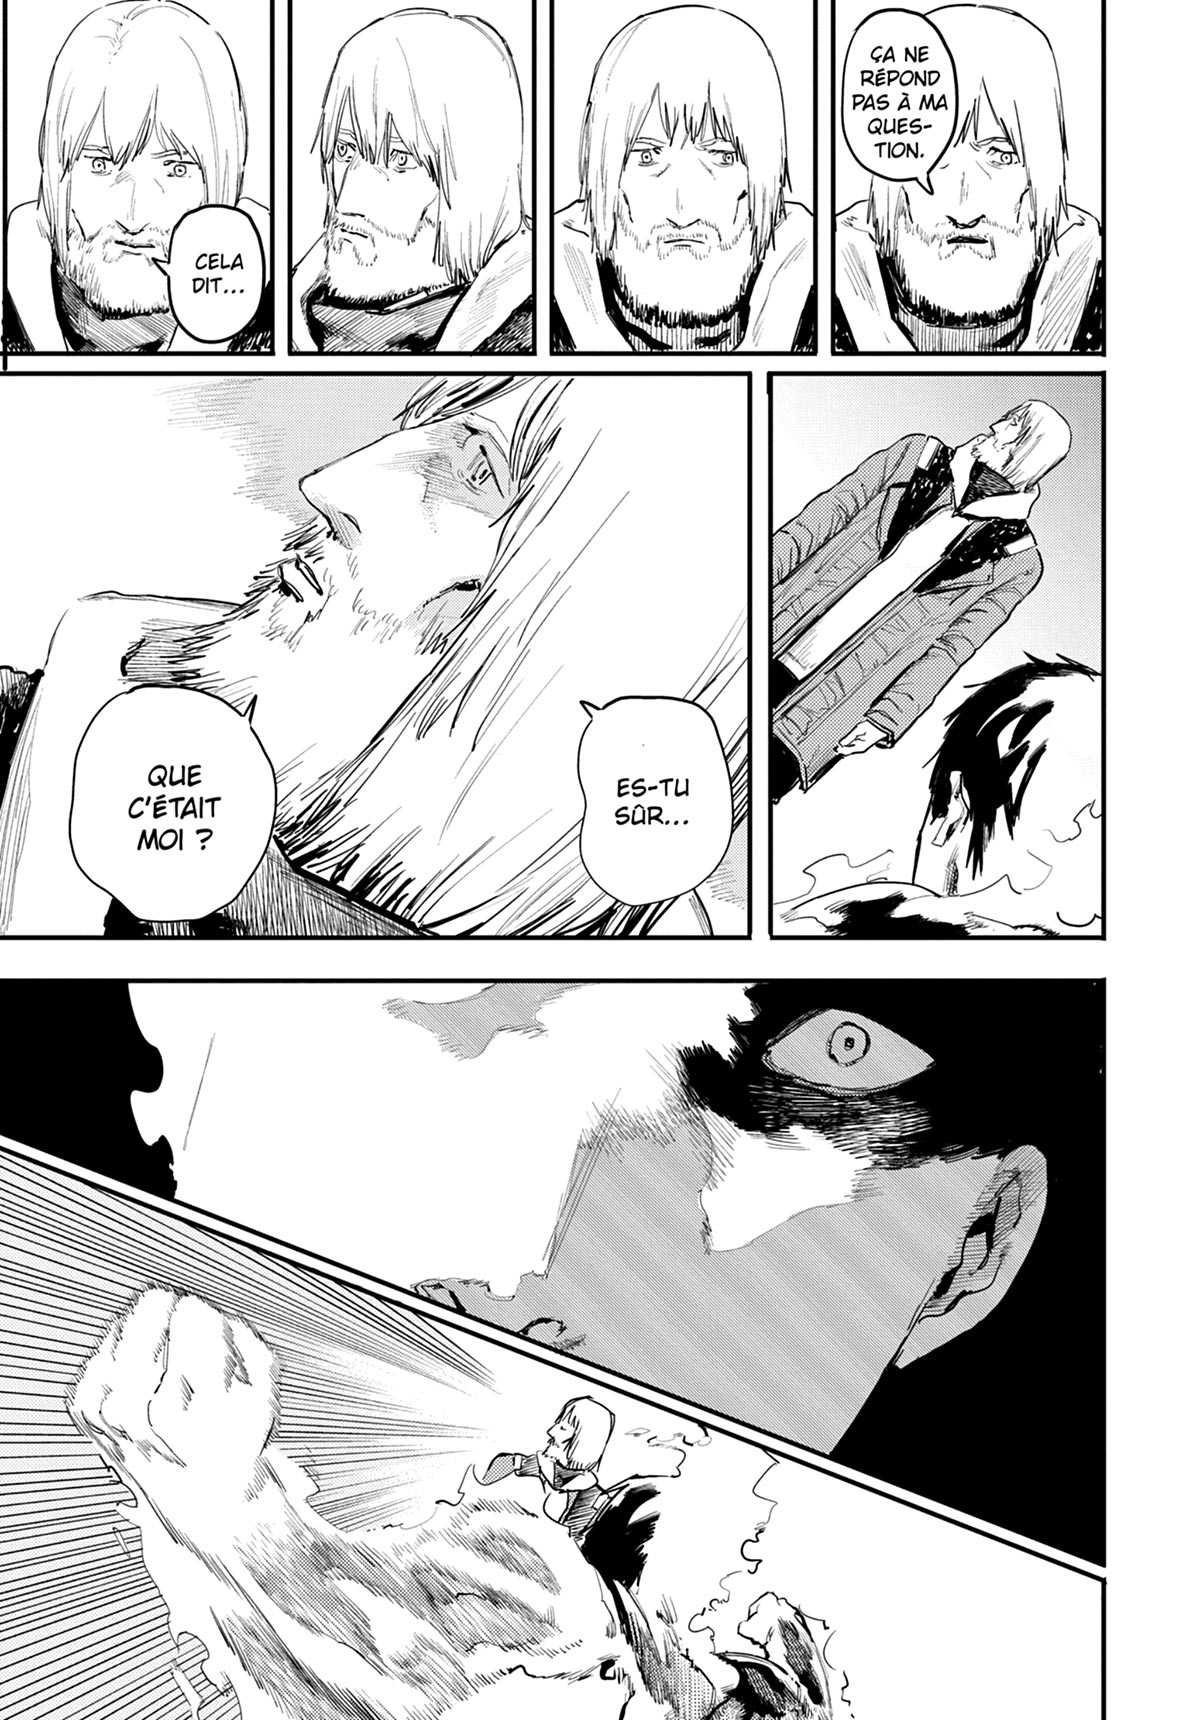 ÇA NE
RÉPOND
PAS À MA
QUES-
TION.
CELA
DIT...
ES-TU
SÛR...
QUE
C'ÉTAIT
MOI ?